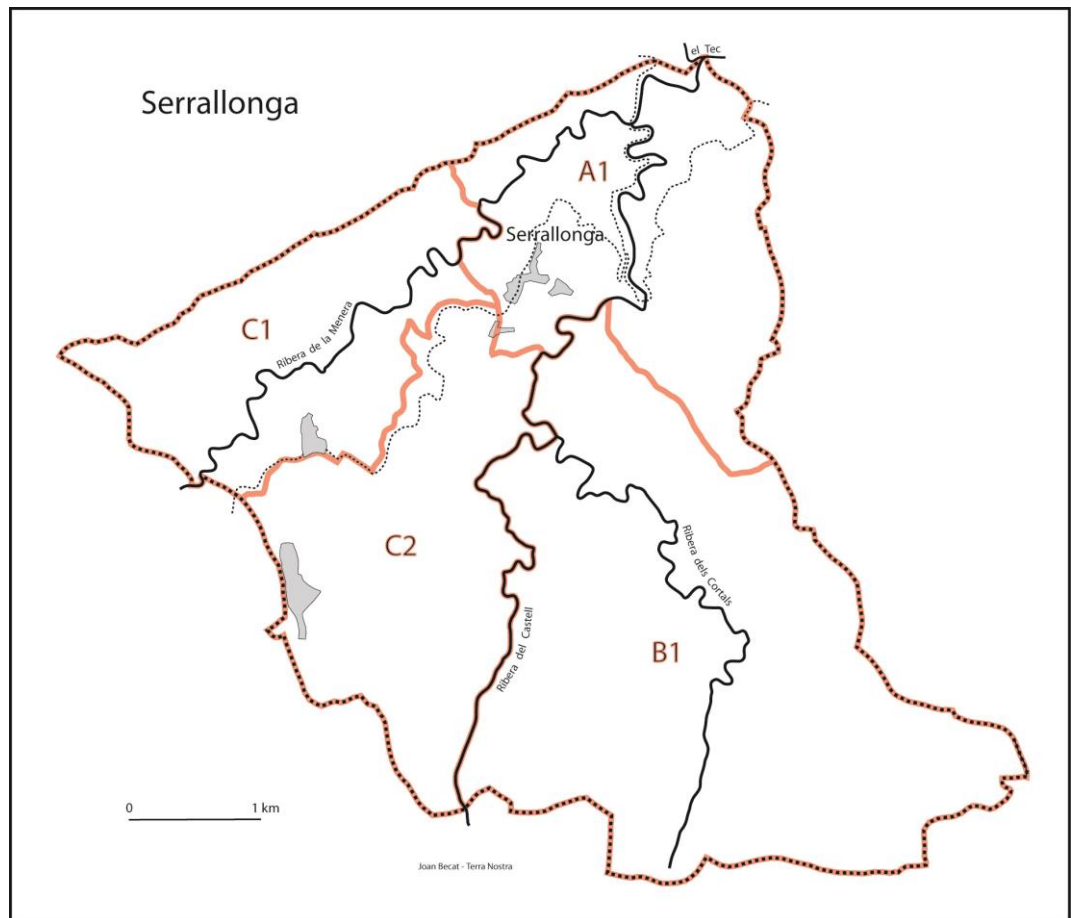 el Tec
Serrallonga
A1
Serrallonga
C1
Ribera de la Menera
C2
Ribera dels Cortals
Ribera del Castell
B1
0 1 km
Joan Becat - Terra Nostra